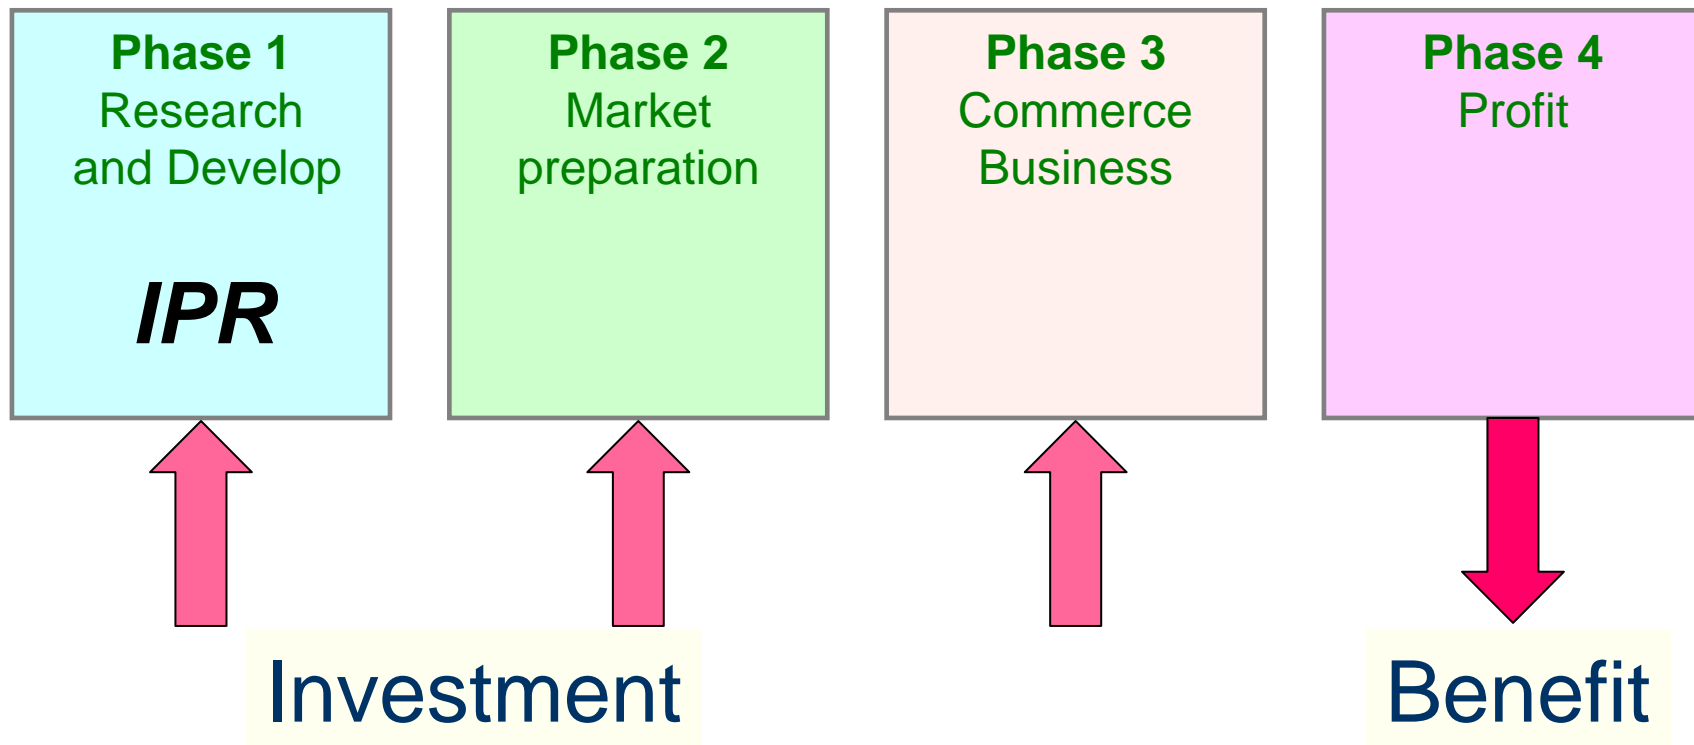 Phase 1
Research
and Develop
IPR
Phase 2
Market
preparation
Phase 3
Commerce
Business
Phase 4
Profit
Investment
Benefit